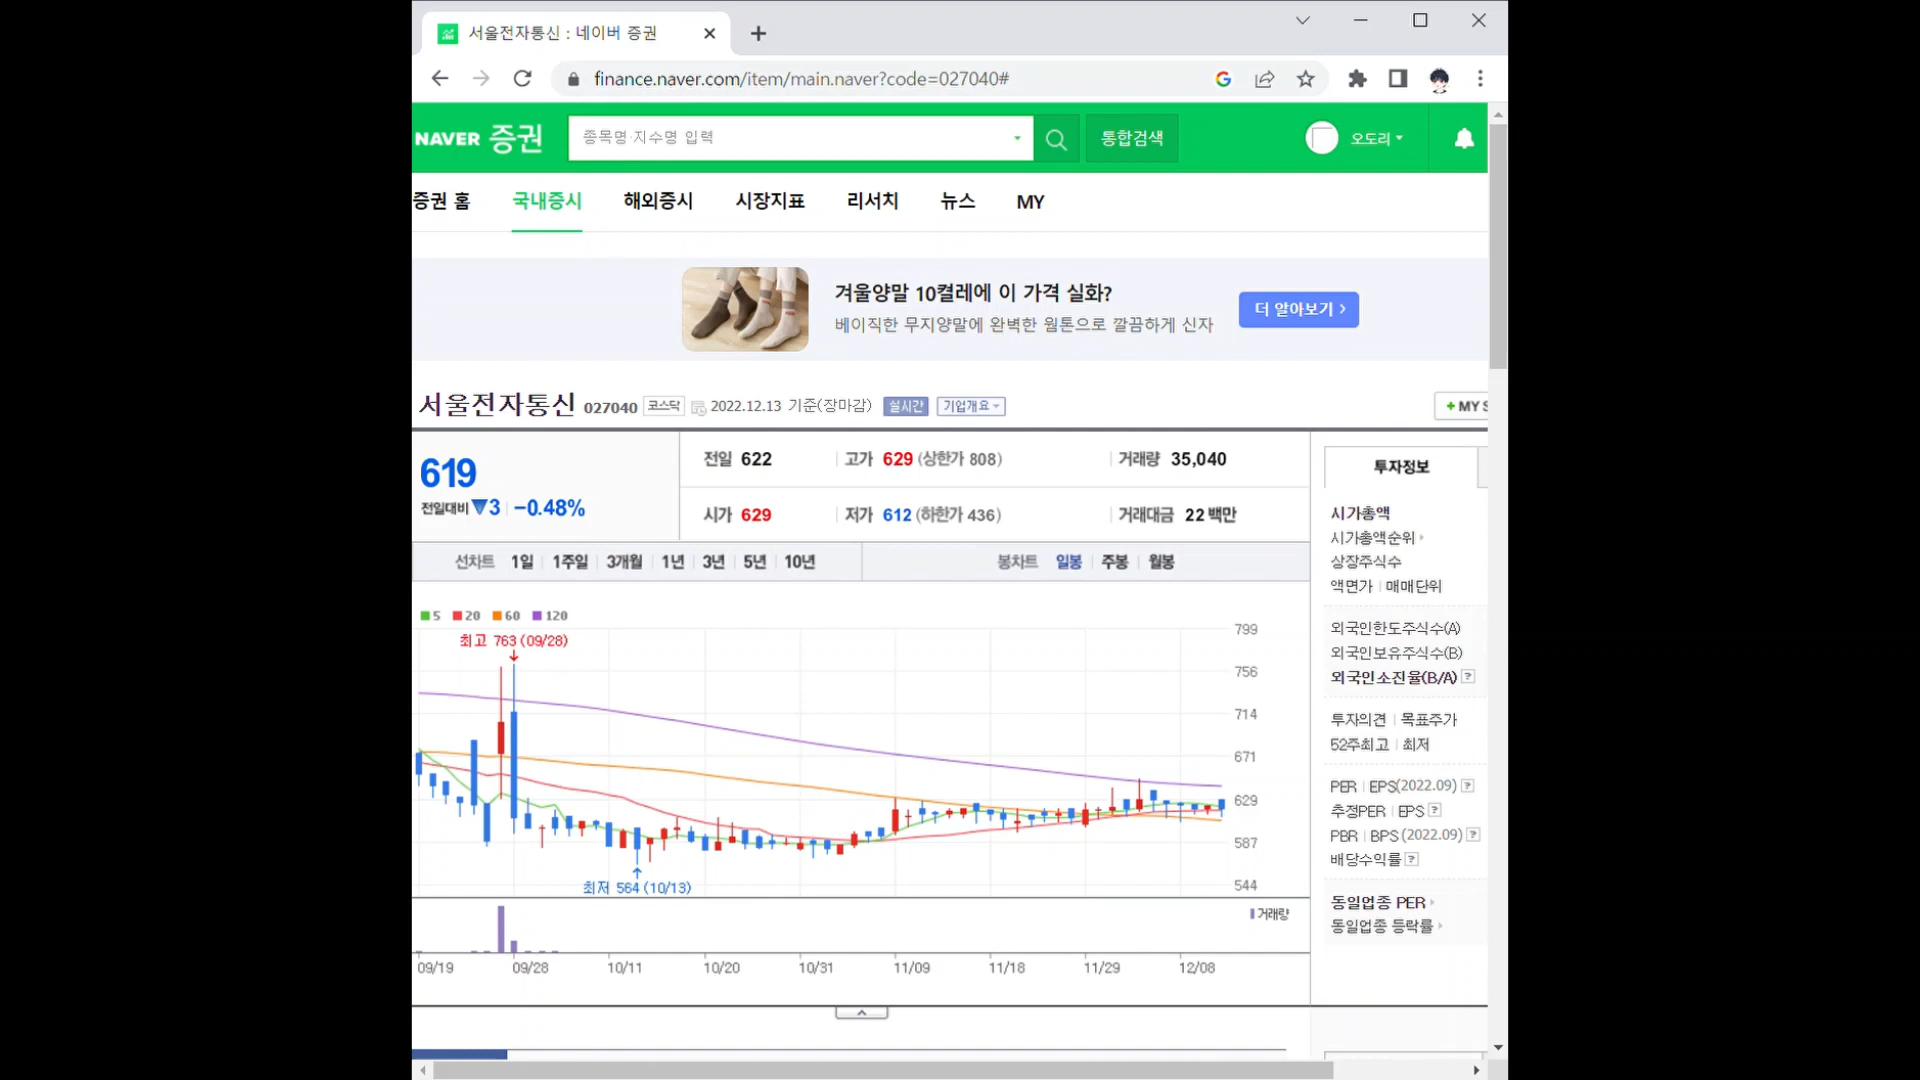 서울전자통신 : 네이버 증권
finance.naver.com/item/main.naver?code=027040#
NAVER 증권
종목명·지수명 입력
통합검색
오도리
증권 홈 국내증시 해외증시 시장지표 리서치 뉴스 MY
겨울양말 10켤레에 이 가격 실화?
베이직한 무지양말에 완벽한 웜톤으로 깔끔하게 신자
더 알아보기
서울전자통신 027040 코스닥 2022.12.13 기준(장마감) 실시간 기업개요
+ MY S
619
전일대비 ▼3 -0.48%
전일 622 고가 629 (상한가 808) 거래량 35,040
시가 629 저가 612 (하한가 436) 거래대금 22 백만
선차트 1일 1주일 3개월 1년 3년 5년 10년 봉차트 일봉 주봉 월봉
5 20 60 120
최고 763 (09/28)
799
756
714
671
629
587
544
최저 564 (10/13)
거래량
09/19 09/28 10/11 10/20 10/31 11/09 11/18 11/29 12/08
투자정보
시가총액
시가총액순위
상장주식수
액면가 매매단위
외국인한도주식수(A)
외국인보유주식수(B)
외국인소진율(B/A) ?
투자의견 목표주가
52주최고 최저
PER EPS(2022.09) ?
추정PER EPS ?
PBR BPS (2022.09) ?
배당수익률 ?
동일업종 PER
동일업종 등락률